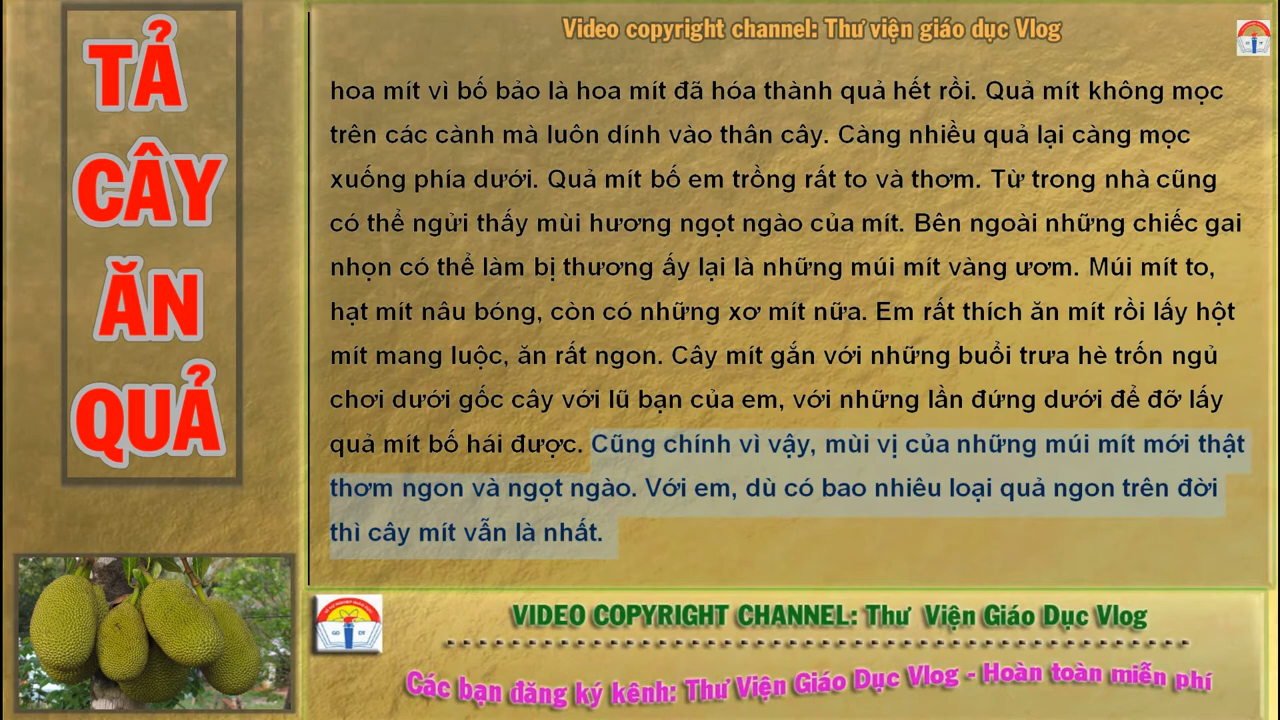 TẢ
CÂY
ĂN
QUẢ
Video copyright channel: Thư viện giáo dục Vlog
hoa mít vì bố bảo là hoa mít đã hóa thành quả hết rồi. Quả mít không mọc
trên các cành mà luôn dính vào thân cây. Càng nhiều quả lại càng mọc
xuống phía dưới. Quả mít bố em trồng rất to và thơm. Từ trong nhà cũng
có thể ngửi thấy mùi hương ngọt ngào của mít. Bên ngoài những chiếc gai
nhọn có thể làm bị thương ấy lại là những múi mít vàng ươm. Múi mít to,
hạt mít nâu bóng, còn có những xơ mít nữa. Em rất thích ăn mít rồi lấy hột
mít mang luộc, ăn rất ngon. Cây mít gắn với những buổi trưa hè trốn ngủ
chơi dưới gốc cây với lũ bạn của em, với những lần đứng dưới để đỡ lấy
quả mít bố hái được. Cũng chính vì vậy, mùi vị của những múi mít mới thật
thơm ngon và ngọt ngào. Với em, dù có bao nhiêu loại quả ngon trên đời
thì cây mít vẫn là nhất.
VIDEO COPYRIGHT CHANNEL: Thư Viện Giáo Dục Vlog
Các bạn đăng ký kênh: Thư Viện Giáo Dục Vlog - Hoàn toàn miễn phí